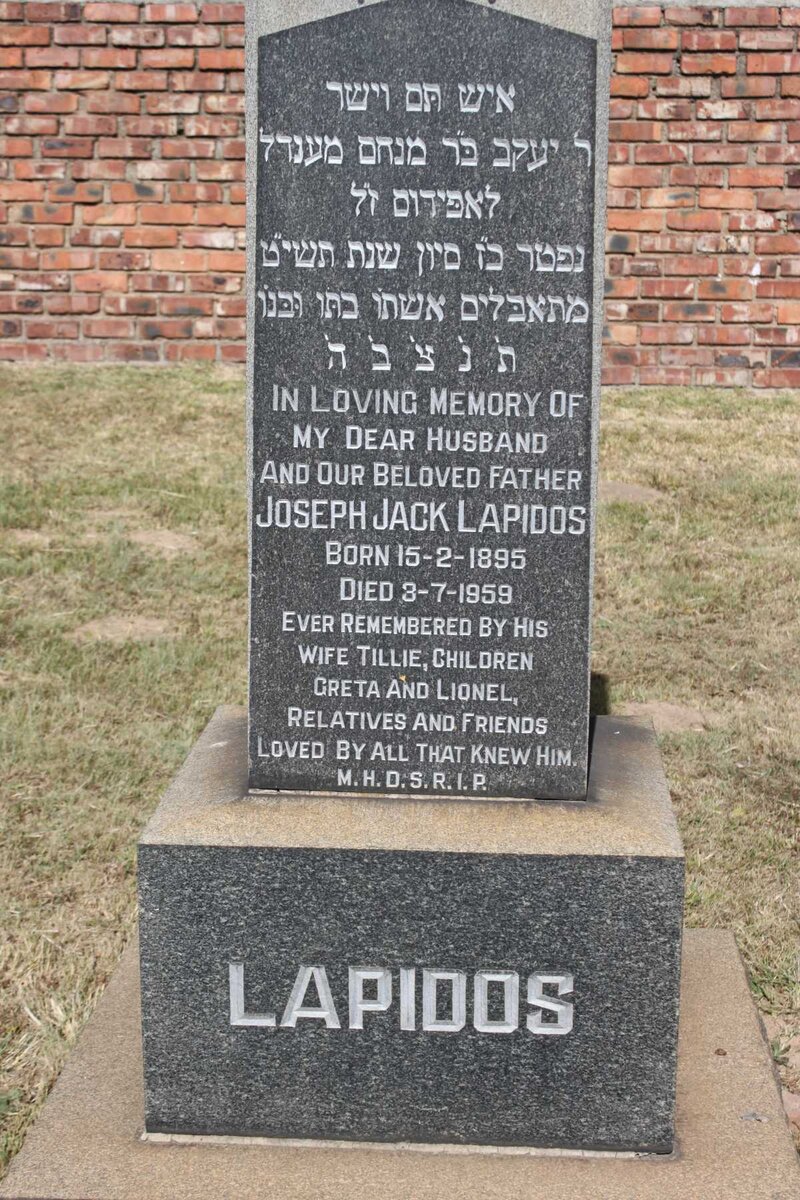 איש תם וישר
ר׳ יעקב ב״ר מנחם מענדל
לאפידום ז״ל
נפטר כ״ז סיון שנת תשי״ט
מתאבלים אשתו בתו ובנו
ת׳ נ׳ צ׳ ב׳ ה׳
IN LOVING MEMORY OF
MY DEAR HUSBAND
AND OUR BELOVED FATHER
JOSEPH JACK LAPIDOS
BORN 15-2-1895
DIED 3-7-1959
EVER REMEMBERED BY HIS
WIFE TILLIE, CHILDREN
GRETA AND LIONEL,
RELATIVES AND FRIENDS
LOVED BY ALL THAT KNEW HIM.
M.H.D.S.R.I.P.
LAPIDOS